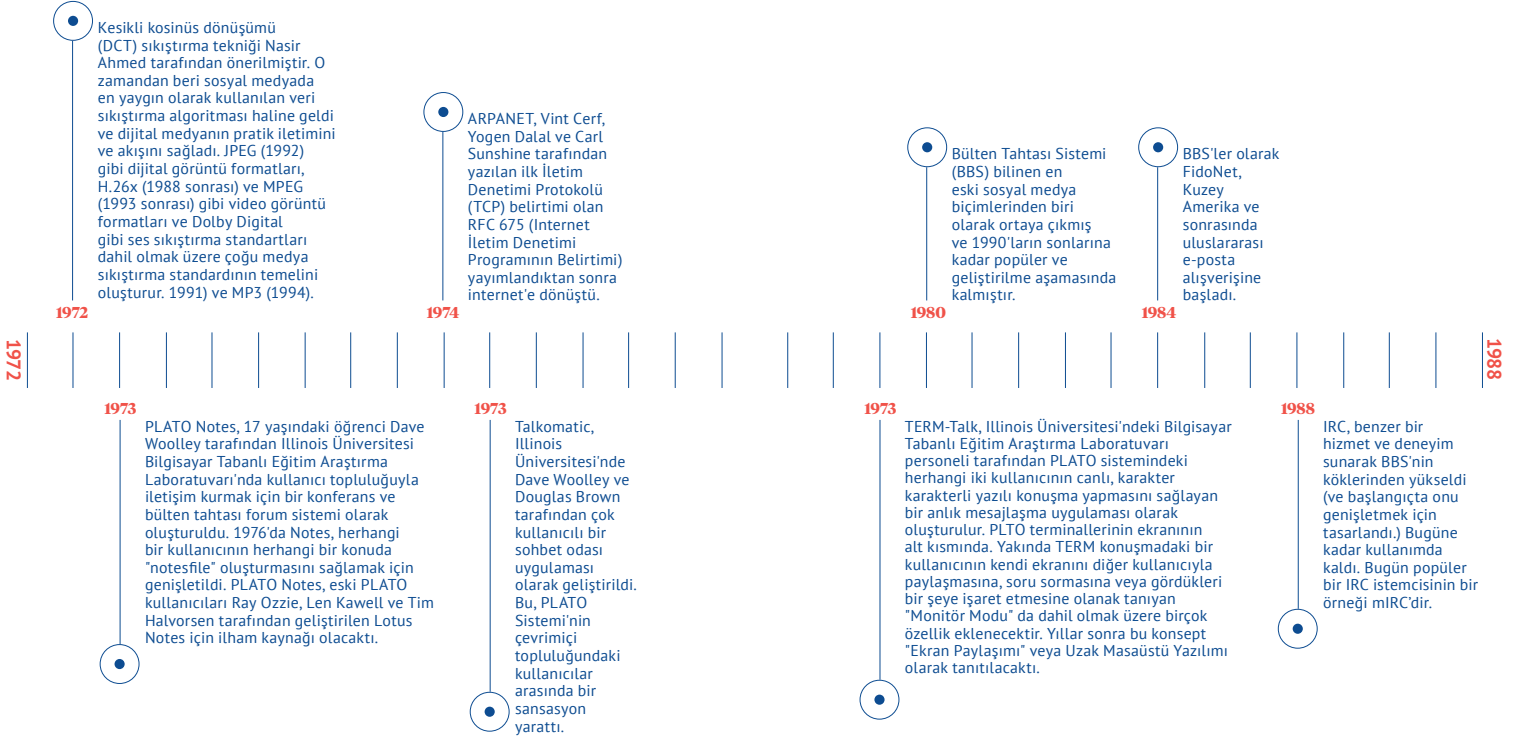 Kesikli kosinüs dönüşümü
(DCT) sıkıştırma tekniği Nasir
Ahmed tarafından önerilmiştir. O
zamandan beri sosyal medyada
en yaygın olarak kullanılan veri
sıkıştırma algoritması haline geldi
ve dijital medyanın pratik iletimini
ve akışını sağladı. JPEG (1992)
gibi dijital görüntü formatları,
H.26x (1988 sonrası) ve MPEG
(1993 sonrası) gibi video görüntü
formatları ve Dolby Digital
gibi ses sıkıştırma standartları
dahil olmak üzere çoğu medya
sıkıştırma standardının temelini
oluşturur. 1991) ve MP3 (1994).
1972
ARPANET, Vint Cerf,
Yogen Dalal ve Carl
Sunshine tarafından
yazılan ilk İletim
Denetimi Protokolü
(TCP) belirtimi olan
RFC 675 (Internet
İletim Denetimi
Programının Belirtimi)
yayımlandıktan sonra
internet'e dönüştü.
1974
Bülten Tahtası Sistemi
(BBS) bilinen en
eski sosyal medya
biçimlerinden biri
olarak ortaya çıkmış
ve 1990'ların sonlarına
kadar popüler ve
geliştirilme aşamasında
kalmıştır.
1980
BBS'ler olarak
FidoNet,
Kuzey
Amerika ve
sonrasında
uluslararası
e-posta
alışverişine
başladı.
1984
1972
1988
1973
PLATO Notes, 17 yaşındaki öğrenci Dave
Woolley tarafından Illinois Üniversitesi
Bilgisayar Tabanlı Eğitim Araştırma
Laboratuvarı'nda kullanıcı topluluğuyla
iletişim kurmak için bir konferans ve
bülten tahtası forum sistemi olarak
oluşturuldu. 1976'da Notes, herhangi
bir kullanıcının herhangi bir konuda
"notesfile" oluşturmasını sağlamak için
genişletildi. PLATO Notes, eski PLATO
kullanıcıları Ray Ozzie, Len Kawell ve Tim
Halvorsen tarafından geliştirilen Lotus
Notes için ilham kaynağı olacaktı.
1973
Talkomatic,
Illinois
Üniversitesi'nde
Dave Woolley ve
Douglas Brown
tarafından çok
kullanıcılı bir
sohbet odası
uygulaması
olarak geliştirildi.
Bu, PLATO
Sistemi'nin
çevrimiçi
topluluğundaki
kullanıcılar
arasında bir
sansasyon
yarattı.
1973
TERM-Talk, Illinois Üniversitesi'ndeki Bilgisayar
Tabanlı Eğitim Araştırma Laboratuvarı
personeli tarafından PLATO sistemindeki
herhangi iki kullanıcının canlı, karakter
karakterli yazılı konuşma yapmasını sağlayan
bir anlık mesajlaşma uygulaması olarak
oluşturulur. PLTO terminallerinin ekranının
alt kısmında. Yakında TERM konuşmadaki bir
kullanıcının kendi ekranını diğer kullanıcıyla
paylaşmasına, soru sormasına veya gördükleri
bir şeye işaret etmesine olanak tanıyan
"Monitör Modu" da dahil olmak üzere birçok
özellik eklenecektir. Yıllar sonra bu konsept
"Ekran Paylaşımı" veya Uzak Masaüstü Yazılımı
olarak tanıtılacaktı.
1988
IRC, benzer bir
hizmet ve deneyim
sunarak BBS'nin
köklerinden yükseldi
(ve başlangıçta onu
genişletmek için
tasarlandı.) Bugüne
kadar kullanımda
kaldı. Bugün popüler
bir IRC istemcisinin bir
örneği mIRC’dir.